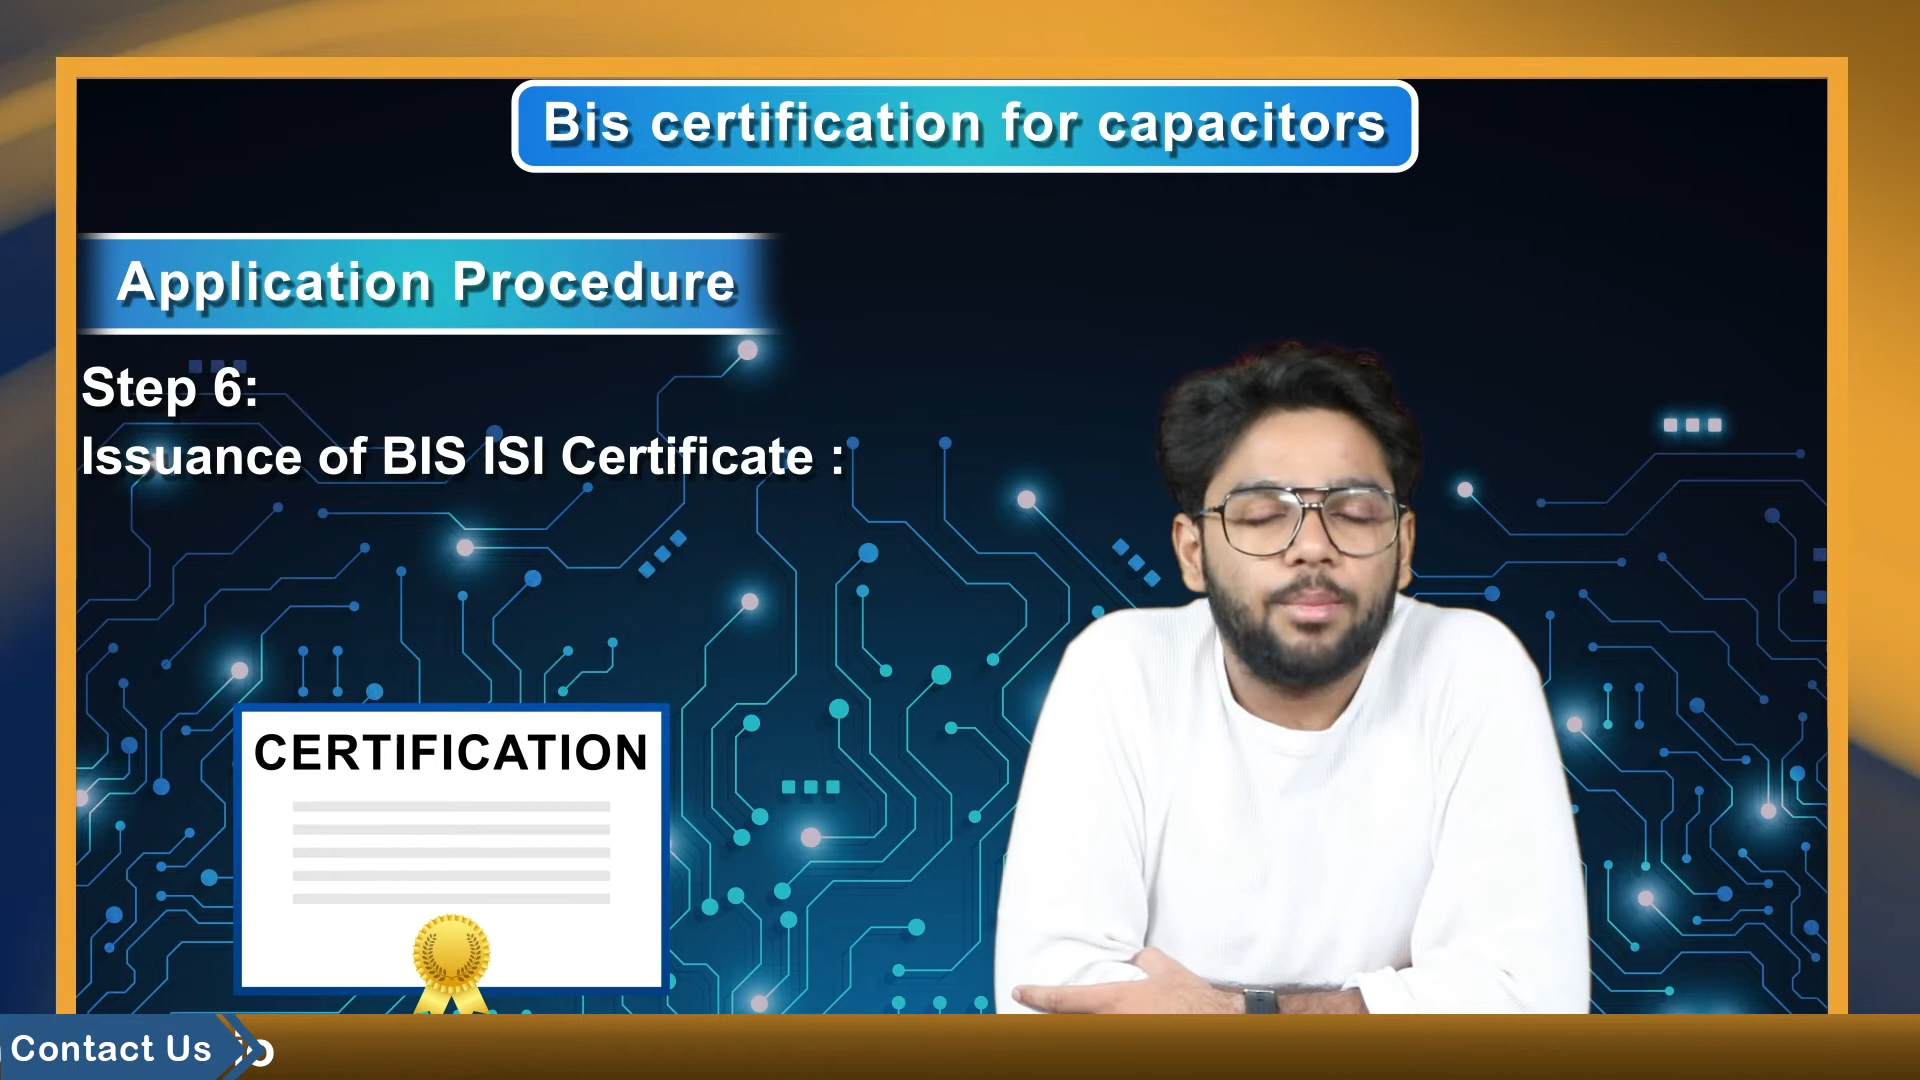 Bis certification for capacitors
Application Procedure
Step 6:
Issuance of BIS ISI Certificate :
CERTIFICATION
Contact Us